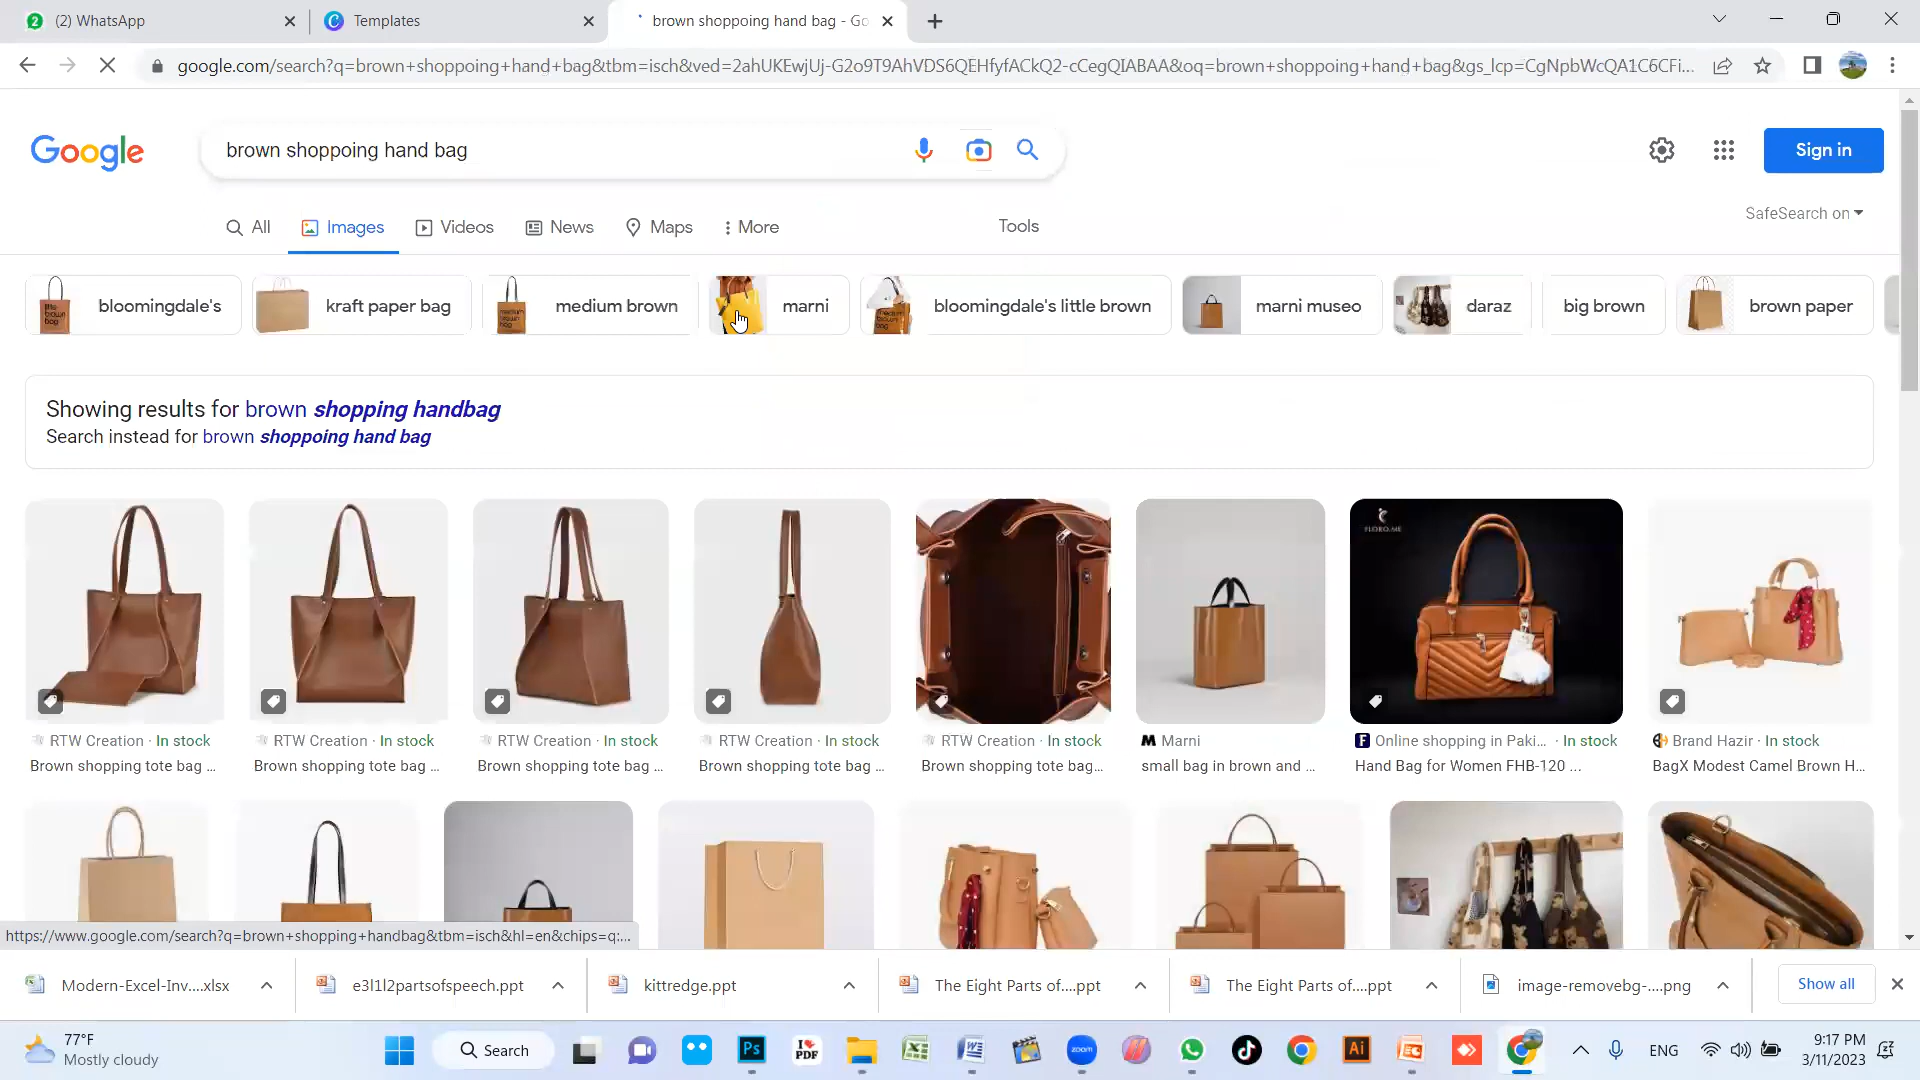 (2) WhatsApp
Templates
brown shoppoing hand bag - Go
google.com/search?q=brown+shoppoing+hand+bag&tbm=isch&ved=2ahUKEwjUj-G2o9T9AhVDS6QEHfyfACkQ2-cCegQIABAA&oq=brown+shoppoing+hand+bag&gs_lcp=CgNpbWcQA1C6CFi...
Google
brown shoppoing hand bag
Sign in
All
Images
Videos
News
Maps
More
Tools
SafeSearch on
bloomingdale's
kraft paper bag
medium brown
marni
bloomingdale's little brown
marni museo
daraz
big brown
brown paper
Showing results for brown shopping handbag
Search instead for brown shoppoing hand bag
FLORO.ME
RTW Creation · In stock
Brown shopping tote bag ...
RTW Creation · In stock
Brown shopping tote bag ...
RTW Creation · In stock
Brown shopping tote bag ...
RTW Creation · In stock
Brown shopping tote bag ...
RTW Creation · In stock
Brown shopping tote bag...
Marni
small bag in brown and ...
Online shopping in Paki... · In stock
Hand Bag for Women FHB-120 ...
Brand Hazir · In stock
BagX Modest Camel Brown H...
https://www.google.com/search?q=brown+shopping+handbag&tbm=isch&hl=en&chips=q:...
Modern-Excel-Inv....xlsx
e3l1l2partsofspeech.ppt
kittredge.ppt
The Eight Parts of....ppt
The Eight Parts of....ppt
image-removebg-....png
Show all
77°F
Mostly cloudy
Search
ENG
9:17 PM
3/11/2023